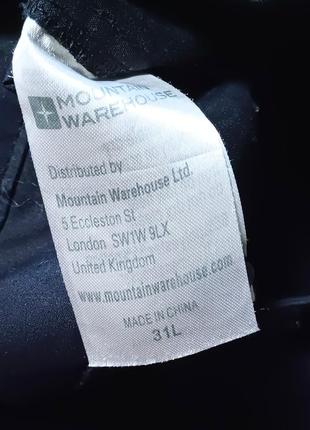 MOUNTAIN
WAREHOUSE
Distributed by
Mountain Warehouse Ltd.
5 Eccleston St
London SW1W 9LX
United Kingdom
www.mountainwarehouse.com
MADE IN CHINA
31L